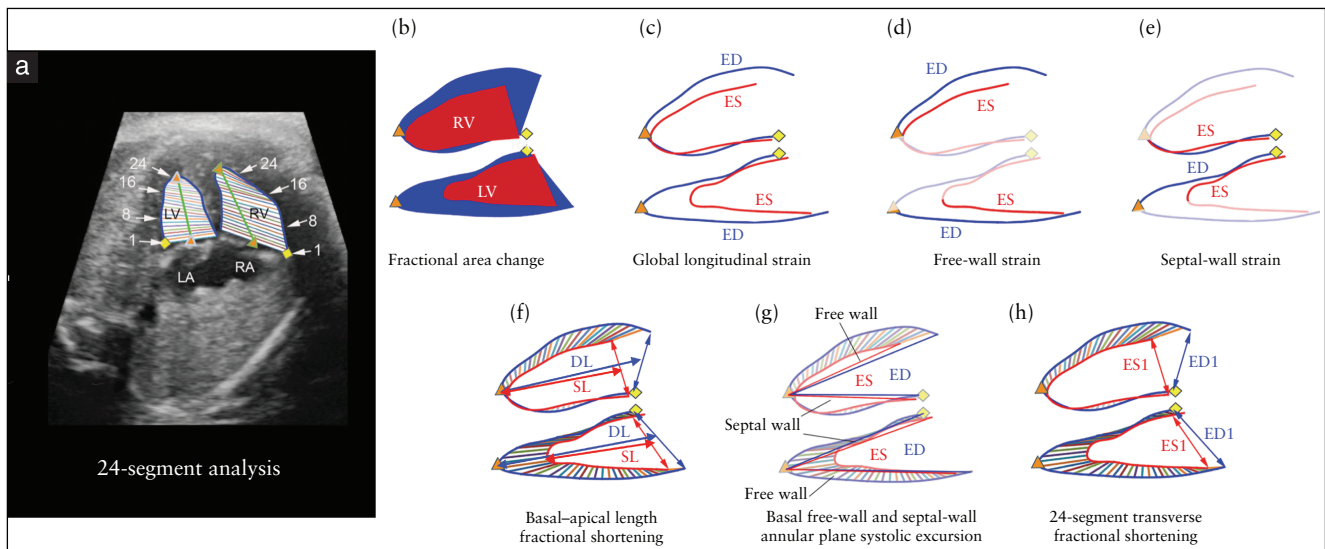 a
24
16
8
1
LV
24
16
8
1
RV
LA
RA
24-segment analysis
(b)
RV
LV
Fractional area change
(c)
ED
ES
ES
ED
Global longitudinal strain
(d)
ED
ES
ES
ED
Free-wall strain
(e)
ES
ED
ES
Septal-wall strain
(f)
DL
SL
DL
SL
Basal–apical length
fractional shortening
(g)
Free wall
ES
ED
Septal wall
ES
ED
Free wall
Basal free-wall and septal-wall
annular plane systolic excursion
(h)
ES1
ED1
ES1
ED1
24-segment transverse
fractional shortening